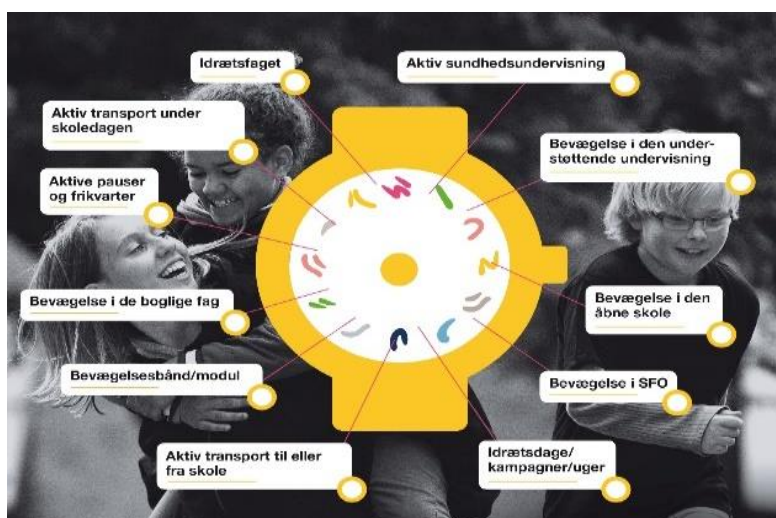 Idrætsfaget
Aktiv sundhedsundervisning
Aktiv transport under
skoledagen
Bevægelse i den under-
støttende undervisning
Aktive pauser
og frikvarter
Bevægelse i de boglige fag
Bevægelse i den
åbne skole
Bevægelsesbånd/modul
Bevægelse i SFO
Aktiv transport til eller
fra skole
Idrætsdage/
kampagner/uger